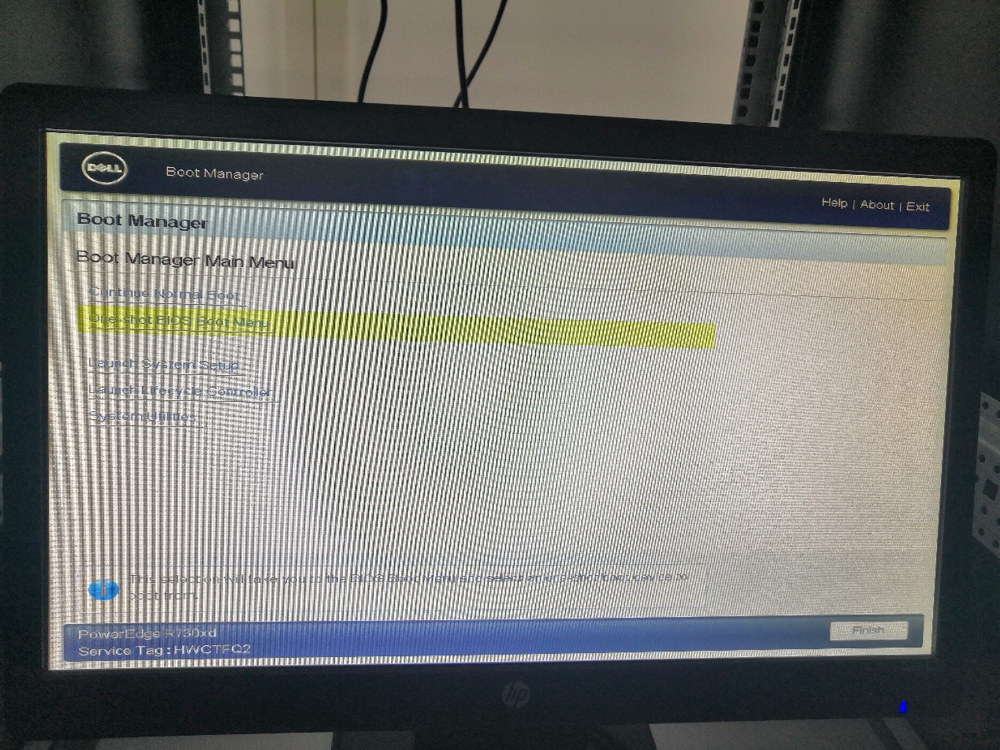 DELL
Boot Manager
Help | About | Exit
Boot Manager
Boot Manager Main Menu
Continue Normal Boot
One-shot BIOS Boot Menu
Launch System Setup
Launch Lifecycle Controller
System Utilities
This selection will take you to the BIOS Boot Menu and select an one-shot boot device to
boot from.
PowerEdge R730xd
Service Tag : HWCTFQ2
Finish
hp